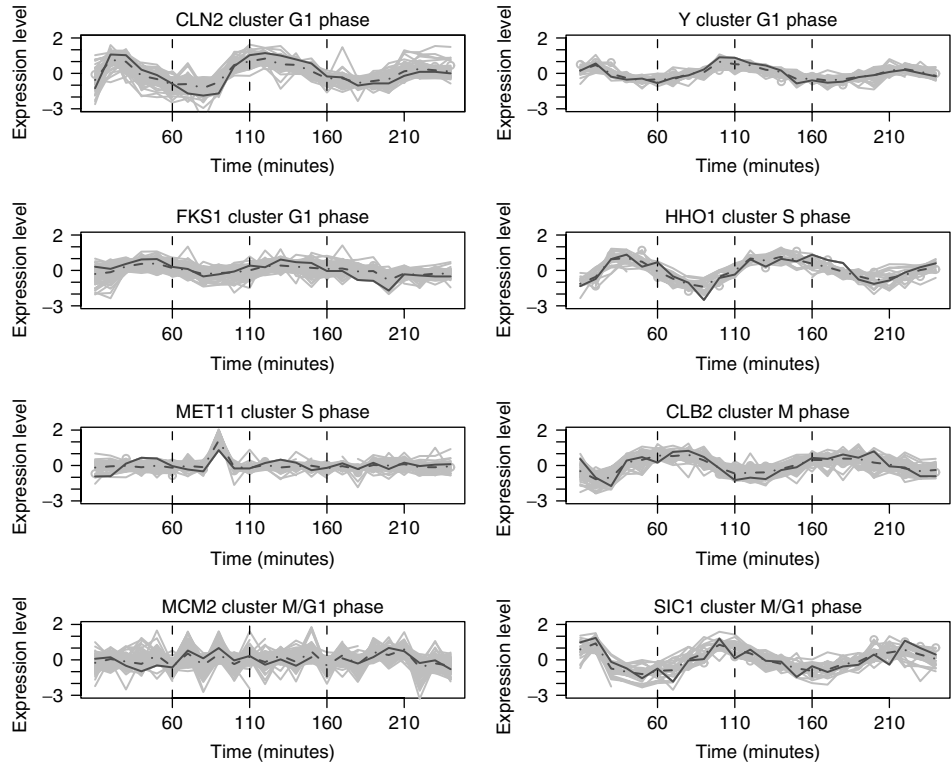 CLN2 cluster G1 phase
Expression level
2
0
−3
60 110 160 210
Time (minutes)
Y cluster G1 phase
Expression level
2
0
−3
60 110 160 210
Time (minutes)
FKS1 cluster G1 phase
Expression level
2
0
−3
60 110 160 210
Time (minutes)
HHO1 cluster S phase
Expression level
2
0
−3
60 110 160 210
Time (minutes)
MET11 cluster S phase
Expression level
2
0
−3
60 110 160 210
Time (minutes)
CLB2 cluster M phase
Expression level
2
0
−3
60 110 160 210
Time (minutes)
MCM2 cluster M/G1 phase
Expression level
2
0
−3
60 110 160 210
Time (minutes)
SIC1 cluster M/G1 phase
Expression level
2
0
−3
60 110 160 210
Time (minutes)